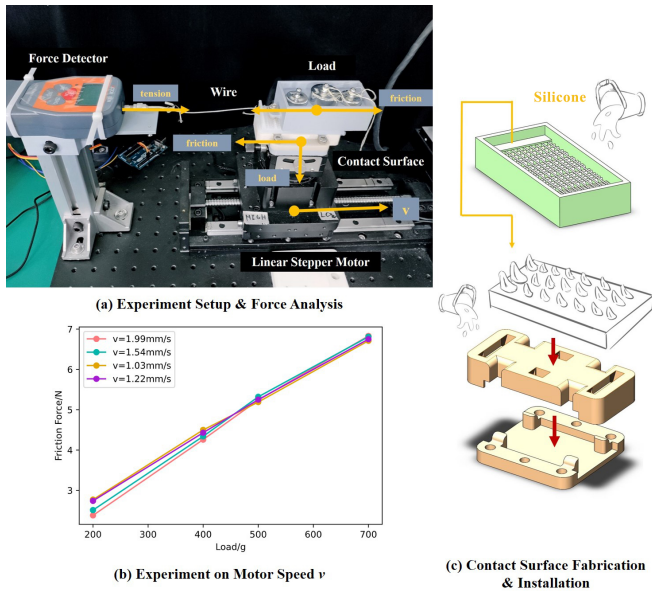 Force Detector
Load
Wire
tension
friction
friction
Contact Surface
load
v
HIGH
Linear Stepper Motor
(a) Experiment Setup & Force Analysis
Silicone
7
6
5
4
3
Friction Force/N
v=1.99mm/s
v=1.54mm/s
v=1.03mm/s
v=1.22mm/s
200 300 400 500 600 700
Load/g
(b) Experiment on Motor Speed v
(c) Contact Surface Fabrication
& Installation